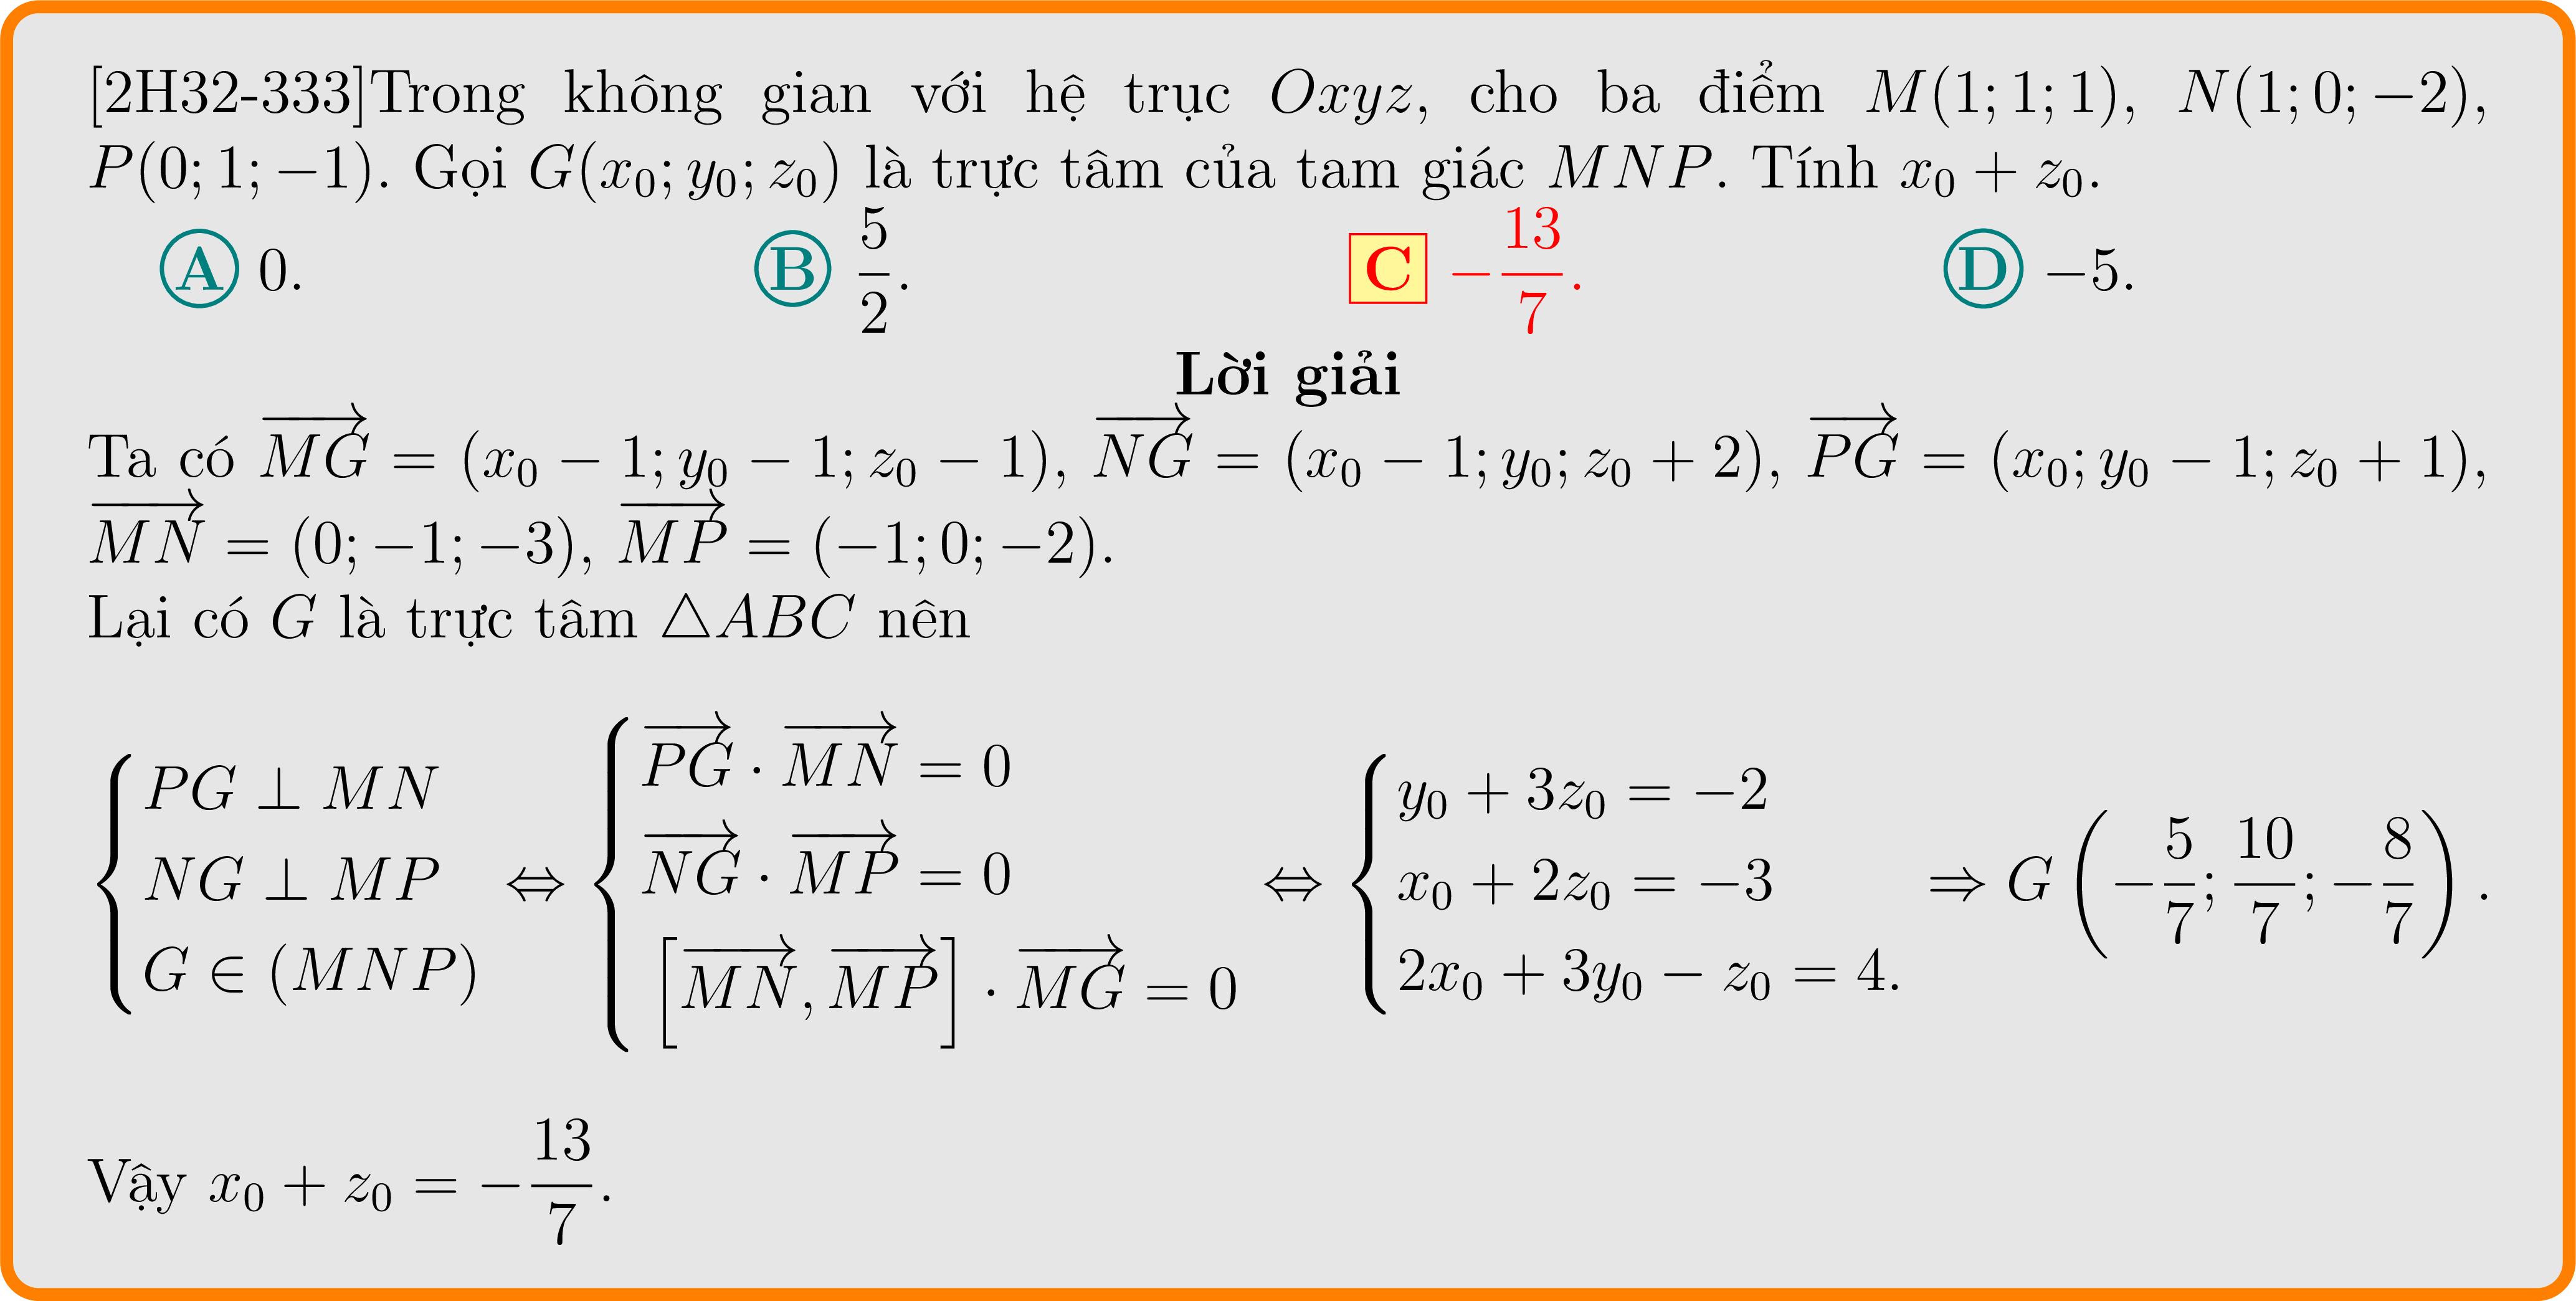 [2H32-333]Trong không gian với hệ trục $Oxyz$, cho ba điểm $M(1;1;1)$, $N(1;0;-2)$,
$P(0;1;-1)$. Gọi $G(x_0;y_0;z_0)$ là trực tâm của tam giác $MNP$. Tính $x_0+z_0$.
A 0. B $\dfrac{5}{2}$. C $-\dfrac{13}{7}$. D $-5$.
Lời giải
Ta có $\overrightarrow{MG}=(x_0-1;y_0-1;z_0-1)$, $\overrightarrow{NG}=(x_0-1;y_0;z_0+2)$, $\overrightarrow{PG}=(x_0;y_0-1;z_0+1)$,
$\overrightarrow{MN}=(0;-1;-3)$, $\overrightarrow{MP}=(-1;0;-2)$.
Lại có $G$ là trực tâm $\triangle ABC$ nên
$\begin{cases}PG\perp MN\\NG\perp MP\\G\in(MNP)\end{cases}\Leftrightarrow\begin{cases}\overrightarrow{PG}\cdot\overrightarrow{MN}=0\\\overrightarrow{NG}\cdot\overrightarrow{MP}=0\\\left[\overrightarrow{MN},\overrightarrow{MP}\right]\cdot\overrightarrow{MG}=0\end{cases}\Leftrightarrow\begin{cases}y_0+3z_0=-2\\x_0+2z_0=-3\\2x_0+3y_0-z_0=4.\end{cases}\Rightarrow G\left(-\dfrac{5}{7};\dfrac{10}{7};-\dfrac{8}{7}\right).$
Vậy $x_0+z_0=-\dfrac{13}{7}$.